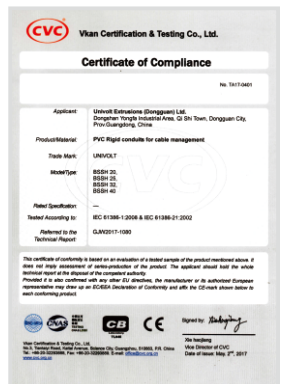 CVC
Vkan Certification & Testing Co., Ltd.
Certificate of Compliance
No. TA1T-0401
Applicant: Univolt Extrusions (Dongguan) Ltd.
Dongshan Yongfa Industrial Area, Qi Shi Town, Dongguan City,
Prov.Guangdong, China
Product/Material: PVC Rigid conduits for cable management
Trade Mark: UNIVOLT
Model/Type: BSSH 20,
BSSH 25,
BSSH 32,
BSSH 40
Rated Specification: —
Tested According to: IEC 61386-1:2008 & IEC 61386-21:2002
Referred to the GJW2017-1080
Technical Report:
This certificate of conformity is based on an evaluation of a tested sample of the product mentioned above. It
does not imply assessment of series-production of the product. The applicant should hold the whole
technical report at the disposal of the competent authority.
Provided it is also confirmed with any other EU directives, the manufacturer or its authorized European
representative may draw up an EC/EEA Declaration of Conformity and affix the CE-mark shown below to
each conforming product.
CNAS
CB
CE
Signed by:
Xie haojiang
Vice Director of CVC
Date of issue: May. 2nd, 2017
Vkan Certification & Testing Co., Ltd.